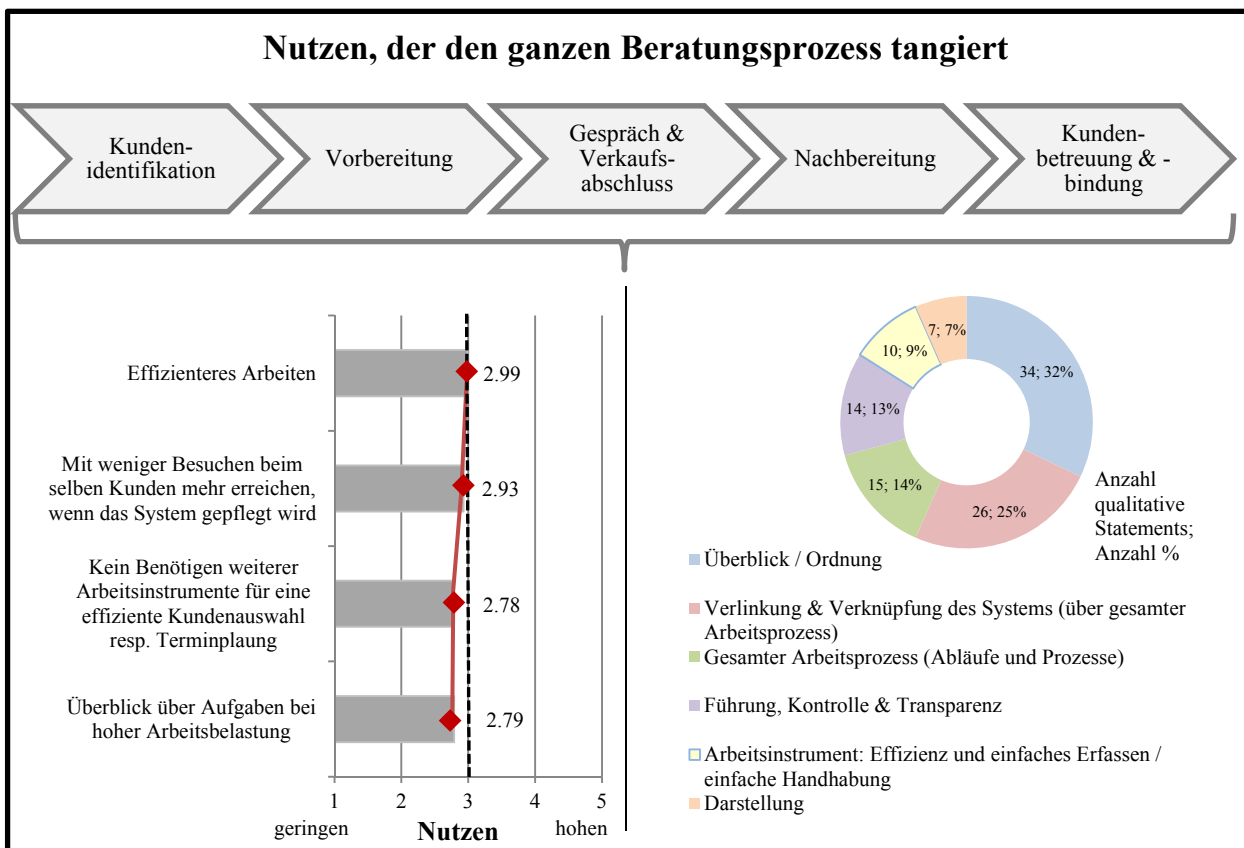 Nutzen, der den ganzen Beratungsprozess tangiert
Kunden-
identifikation
Vorbereitung
Gespräch &
Verkaufs-
abschluss
Nachbereitung
Kunden-
betreuung & -
bindung
Effizienteres Arbeiten
2.99
Mit weniger Besuchen beim
selben Kunden mehr erreichen,
wenn das System gepflegt wird
2.93
Kein Benötigen weiterer
Arbeitsinstrumente für eine
effiziente Kundenauswahl
resp. Terminplaung
2.78
Überblick über Aufgaben bei
hoher Arbeitsbelastung
2.79
1 2 3 4 5
geringen Nutzen hohen
7; 7%
10; 9%
34; 32%
14; 13%
15; 14%
26; 25%
Anzahl
qualitative
Statements;
Anzahl %
Überblick / Ordnung
Verlinkung & Verknüpfung des Systems (über gesamter
Arbeitsprozess)
Gesamter Arbeitsprozess (Abläufe und Prozesse)
Führung, Kontrolle & Transparenz
Arbeitsinstrument: Effizienz und einfaches Erfassen /
einfache Handhabung
Darstellung